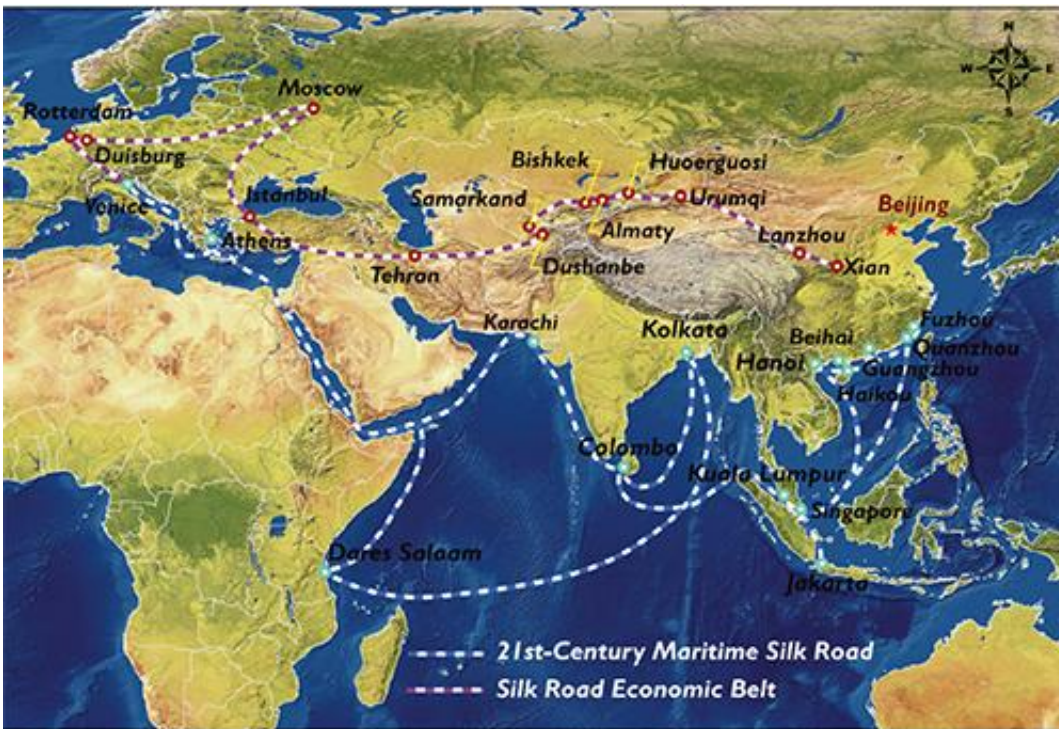 N
W E
S
Moscow
Rotterdam
Duisburg
Bishkek
Huoerguosi
Venice
Istanbul
Samarkand
Urumqi
Beijing
Athens
Almaty
Lanzhou
Tehran
Dushanbe
Xian
Karachi
Kolkata
Beihai
Fuzhou
Quanzhou
Hanoi
Guangzhou
Haikou
Colombo
Kuala Lumpur
Singapore
Dares Salaam
Jakarta
21st-Century Maritime Silk Road
Silk Road Economic Belt